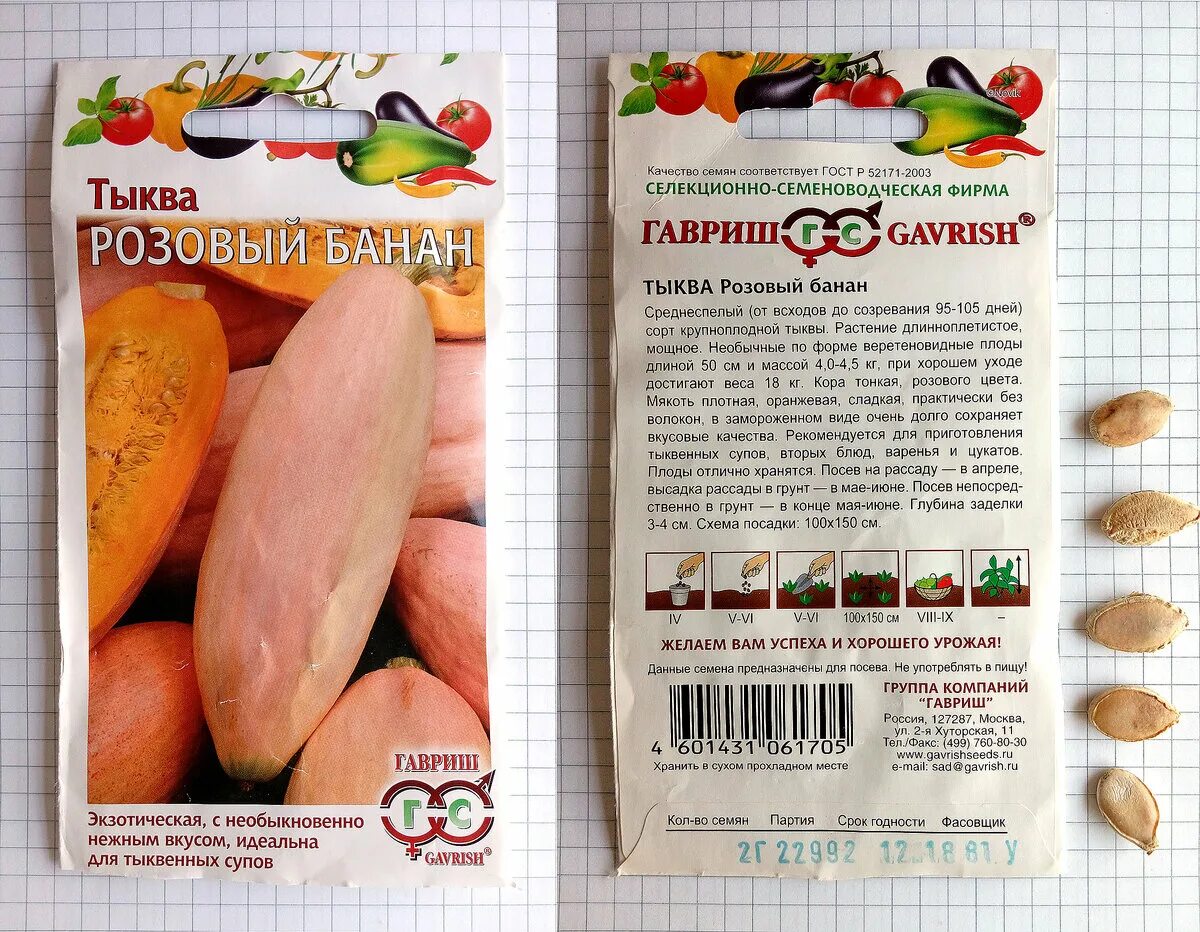 Тыква
РОЗОВЫЙ БАНАН
ГАВРИШ
ГС
GAVRISH®
Экзотическая, с необыкновенно
нежным вкусом, идеальна
для тыквенных супов
©Novik
Качество семян соответствует ГОСТ Р 52171-2003
СЕЛЕКЦИОННО-СЕМЕНОВОДЧЕСКАЯ ФИРМА
ГАВРИШ ГС GAVRISH®
ТЫКВА Розовый банан
Среднеспелый (от всходов до созревания 95-105 дней)
сорт крупноплодной тыквы. Растение длинноплетистое,
мощное. Необычные по форме веретеновидные плоды
длиной 50 см и массой 4,0-4,5 кг, при хорошем уходе
достигают веса 18 кг. Кора тонкая, розового цвета.
Мякоть плотная, оранжевая, сладкая, практически без
волокон, в замороженном виде очень долго сохраняет
вкусовые качества. Рекомендуется для приготовления
тыквенных супов, вторых блюд, варенья и цукатов.
Плоды отлично хранятся. Посев на рассаду — в апреле,
высадка рассады в грунт — в мае-июне. Посев непосред-
ственно в грунт — в конце мая-июне. Глубина заделки
3-4 см. Схема посадки: 100х150 см.
IV V-VI V-VI 100х150 см VIII-IX –
ЖЕЛАЕМ ВАМ УСПЕХА И ХОРОШЕГО УРОЖАЯ!
Данные семена предназначены для посева. Не употреблять в пищу!
4 601431 061705
Хранить в сухом прохладном месте
ГРУППА КОМПАНИЙ
"ГАВРИШ"
Россия, 127287, Москва,
ул. 2-я Хуторская, 11
Тел./Факс: (499) 760-80-30
www.gavrishseeds.ru
e-mail: sad@gavrish.ru
Кол-во семян Партия Срок годности Фасовщик
2Г 22992 12.18 81 У